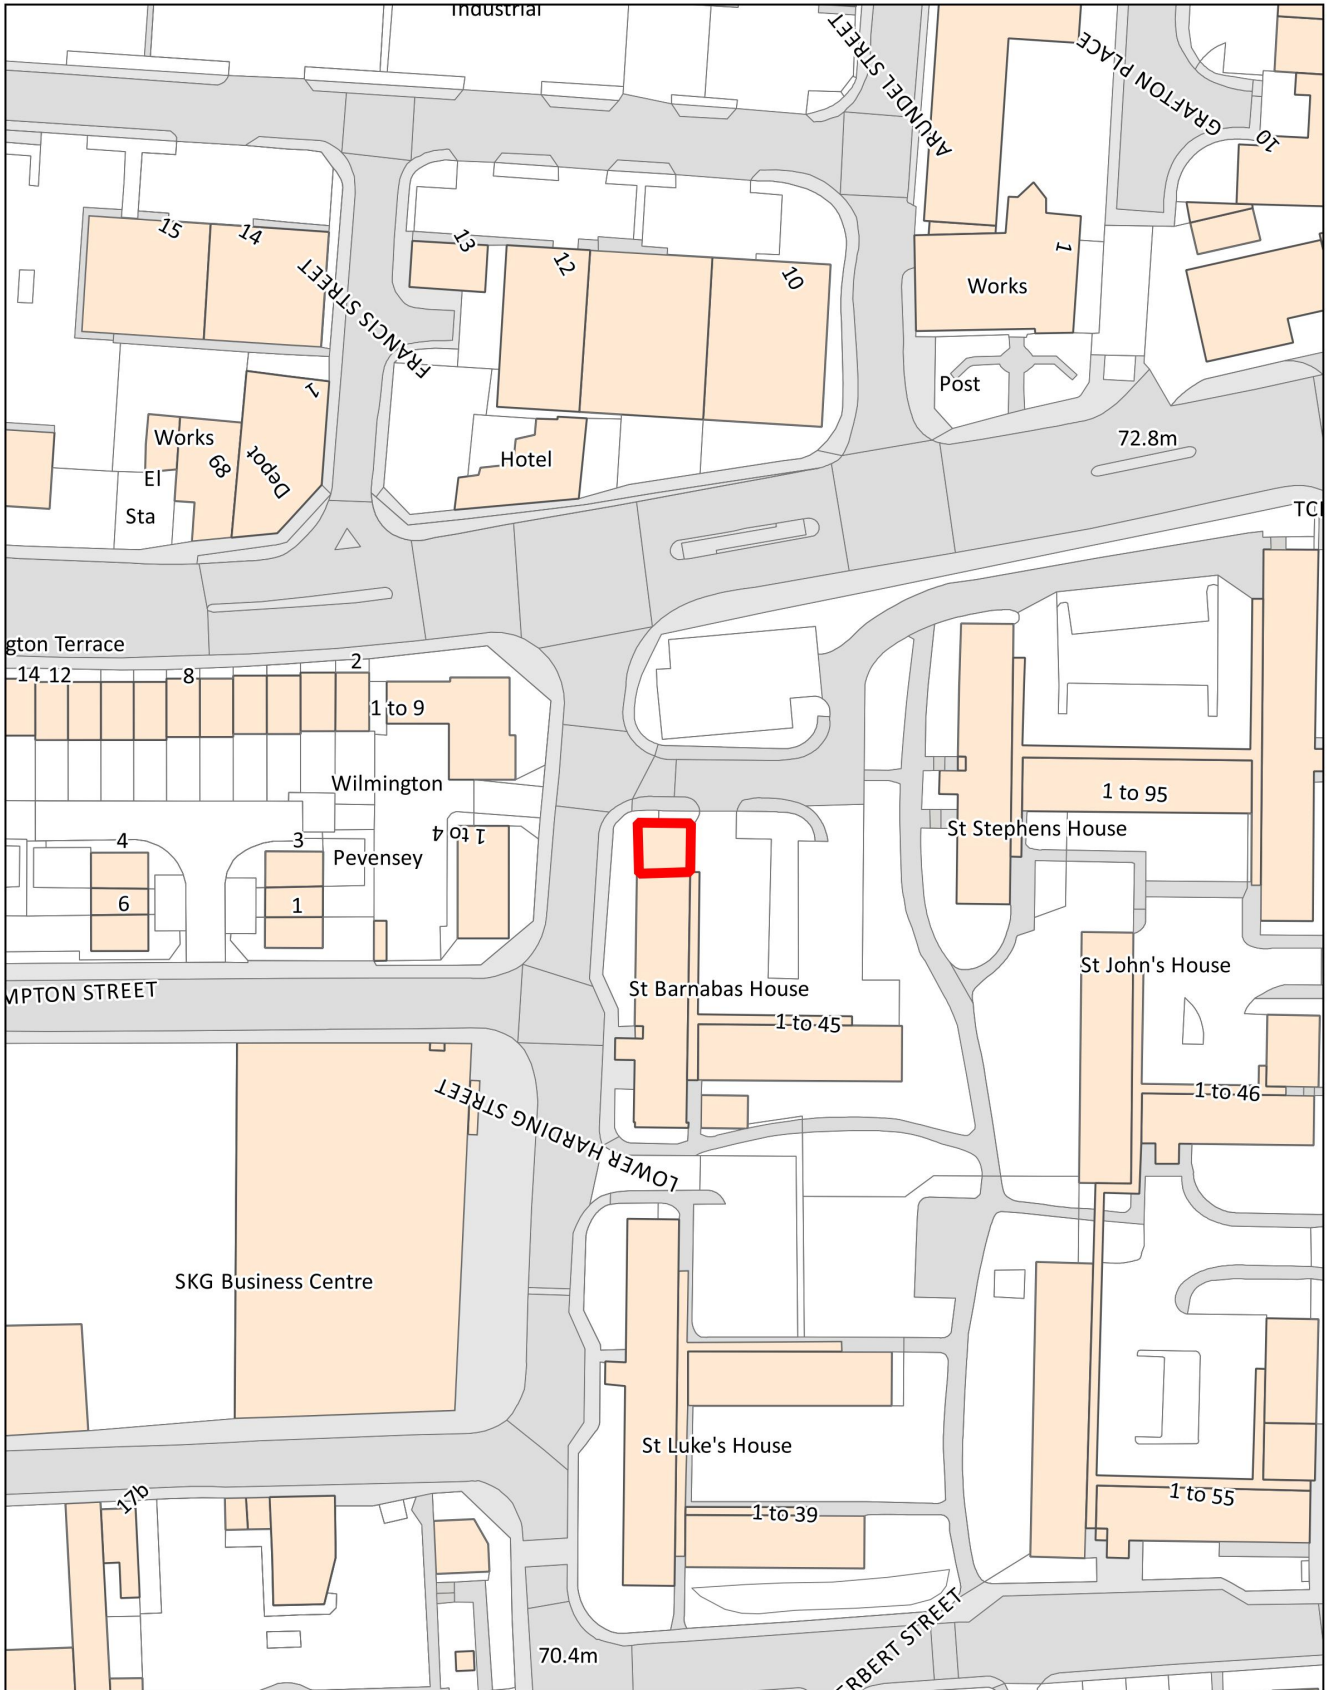 Industrial
ARUNDEL STREET
GRAFTON PLACE
10
15
14
13
12
10
1
Works
FRANCIS STREET
Post
1
Works
El
Sta
68
Depot
Hotel
72.8m
gton Terrace
14
12
8
2
1 to 9
Wilmington
4
3
Pevensey
1 to 4
6
1
1 to 95
St Stephens House
MPTON STREET
St Barnabas House
1 to 45
St John's House
1 to 46
LOWER HARDING STREET
SKG Business Centre
St Luke's House
1 to 39
1 to 55
17b
70.4m
ERBERT STREET